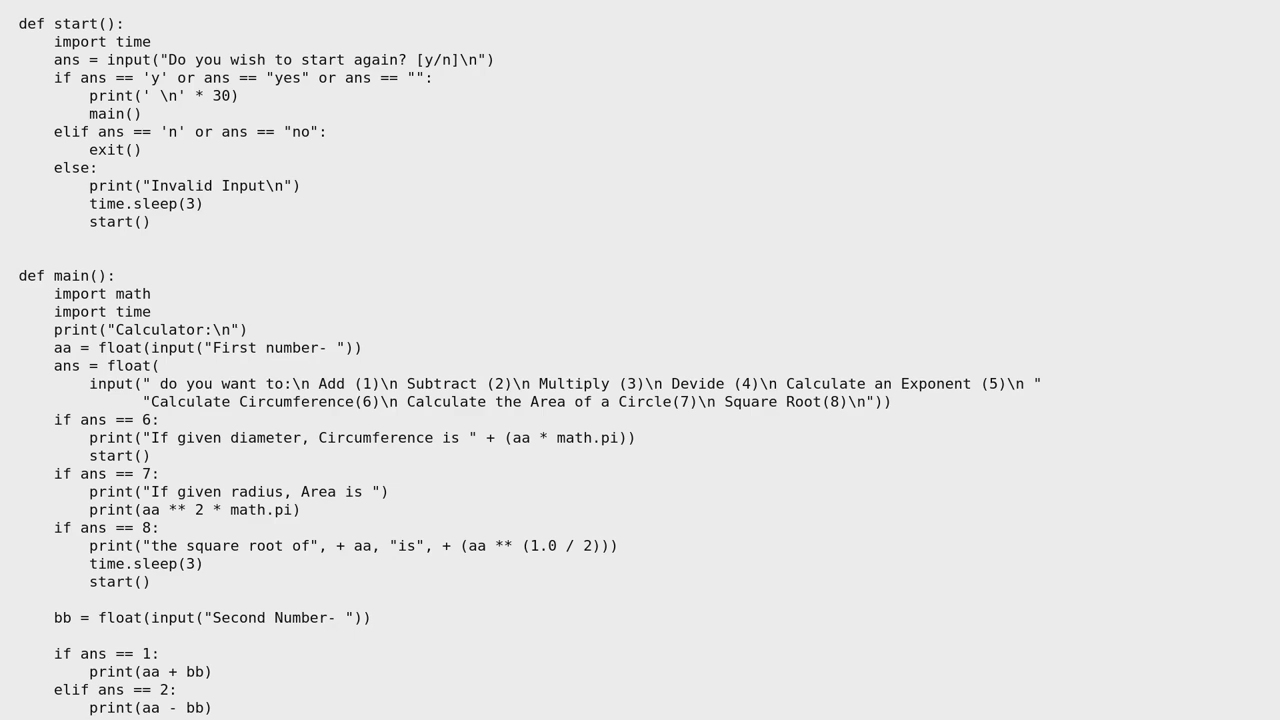 def start():
    import time
    ans = input("Do you wish to start again? [y/n]\n")
    if ans == 'y' or ans == "yes" or ans == "":
        print(' \n' * 30)
        main()
    elif ans == 'n' or ans == "no":
        exit()
    else:
        print("Invalid Input\n")
        time.sleep(3)
        start()
def main():
    import math
    import time
    print("Calculator:\n")
    aa = float(input("First number- "))
    ans = float(
        input(" do you want to:\n Add (1)\n Subtract (2)\n Multiply (3)\n Devide (4)\n Calculate an Exponent (5)\n "
              "Calculate Circumference(6)\n Calculate the Area of a Circle(7)\n Square Root(8)\n"))
    if ans == 6:
        print("If given diameter, Circumference is " + (aa * math.pi))
        start()
    if ans == 7:
        print("If given radius, Area is ")
        print(aa ** 2 * math.pi)
    if ans == 8:
        print("the square root of", + aa, "is", + (aa ** (1.0 / 2)))
        time.sleep(3)
        start()
    bb = float(input("Second Number- "))
    if ans == 1:
        print(aa + bb)
    elif ans == 2:
        print(aa - bb)